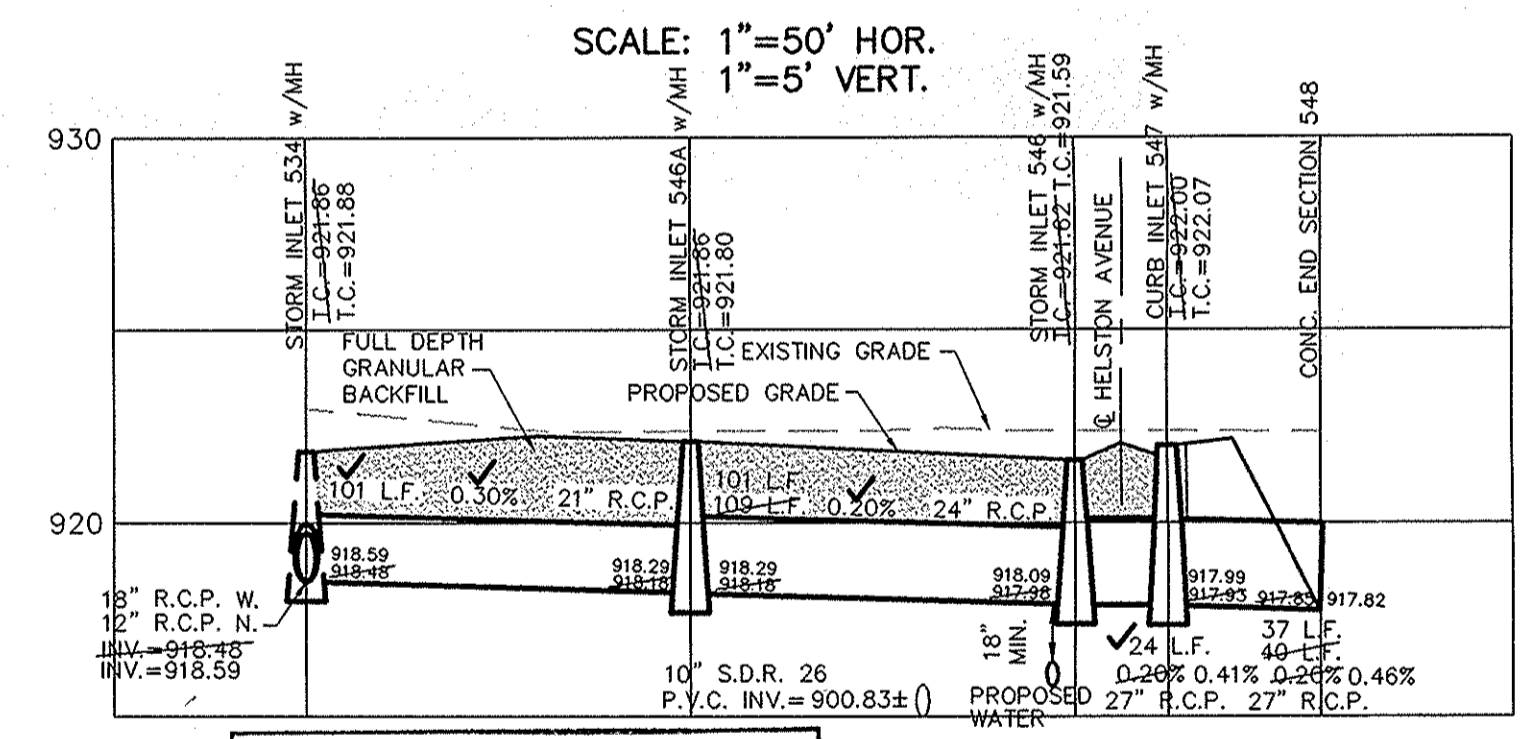 SCALE: 1"=50' HOR.
1"=5' VERT.
930
920
STORM INLET 534 w/MH
T.C.=921.86
T.C.=921.88
STORM INLET 546A w/MH
T.C.=921.86
T.C.=921.80
STORM INLET 546 w/MH
T.C.=921.62 T.C.=921.59
℄ HELSTON AVENUE
CURB INLET 547 w/MH
T.C.=922.00
T.C.=922.07
CONC. END SECTION 548
FULL DEPTH
GRANULAR
BACKFILL
EXISTING GRADE
PROPOSED GRADE
101 L.F. 0.30% 21" R.C.P.
101 L.F.
109 L.F. 0.20% 24" R.C.P.
918.59
918.48
918.29
918.18
918.29
918.18
918.09
917.98
917.99
917.93
917.85 917.82
18" R.C.P. W.
12" R.C.P. N.
INV.=918.48
INV.=918.59
10" S.D.R. 26
P.V.C. INV.=900.83±
18"
MIN.
PROPOSED
WATER
24 L.F.
0.20% 0.41%
27" R.C.P.
37 L.F.
40 L.F.
0.20% 0.46%
27" R.C.P.